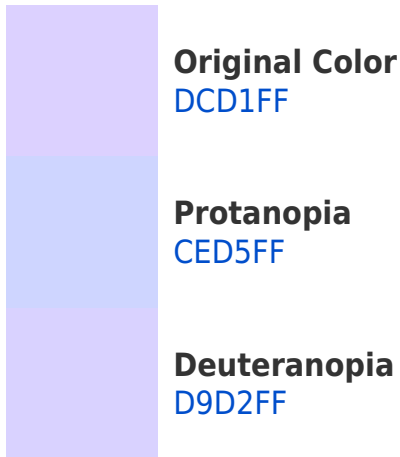 Original Color
DCD1FF
Protanopia
CED5FF
Deuteranopia
D9D2FF